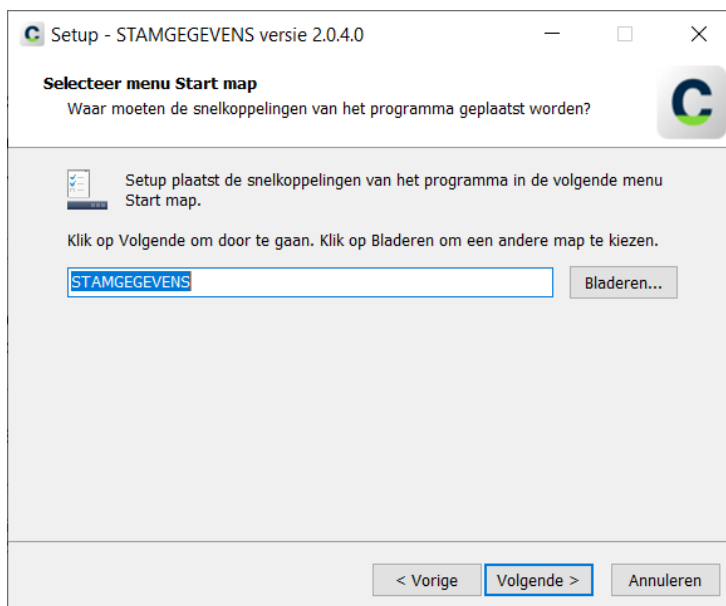 Setup - STAMGEGEVENS versie 2.0.4.0
Selecteer menu Start map
Waar moeten de snelkoppelingen van het programma geplaatst worden?
Setup plaatst de snelkoppelingen van het programma in de volgende menu
Start map.
Klik op Volgende om door te gaan. Klik op Bladeren om een andere map te kiezen.
STAMGEGEVENS
Bladeren...
< Vorige
Volgende >
Annuleren